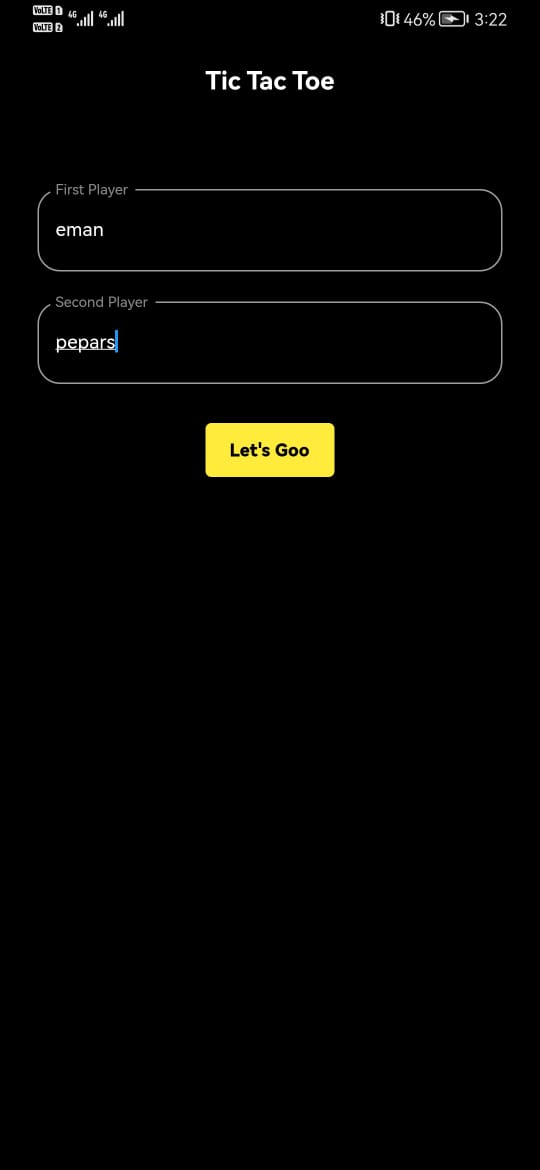 VoLTE 1 4G 4G 46% 3:22
VoLTE 2
Tic Tac Toe
First Player
eman
Second Player
pepars
Let's Goo